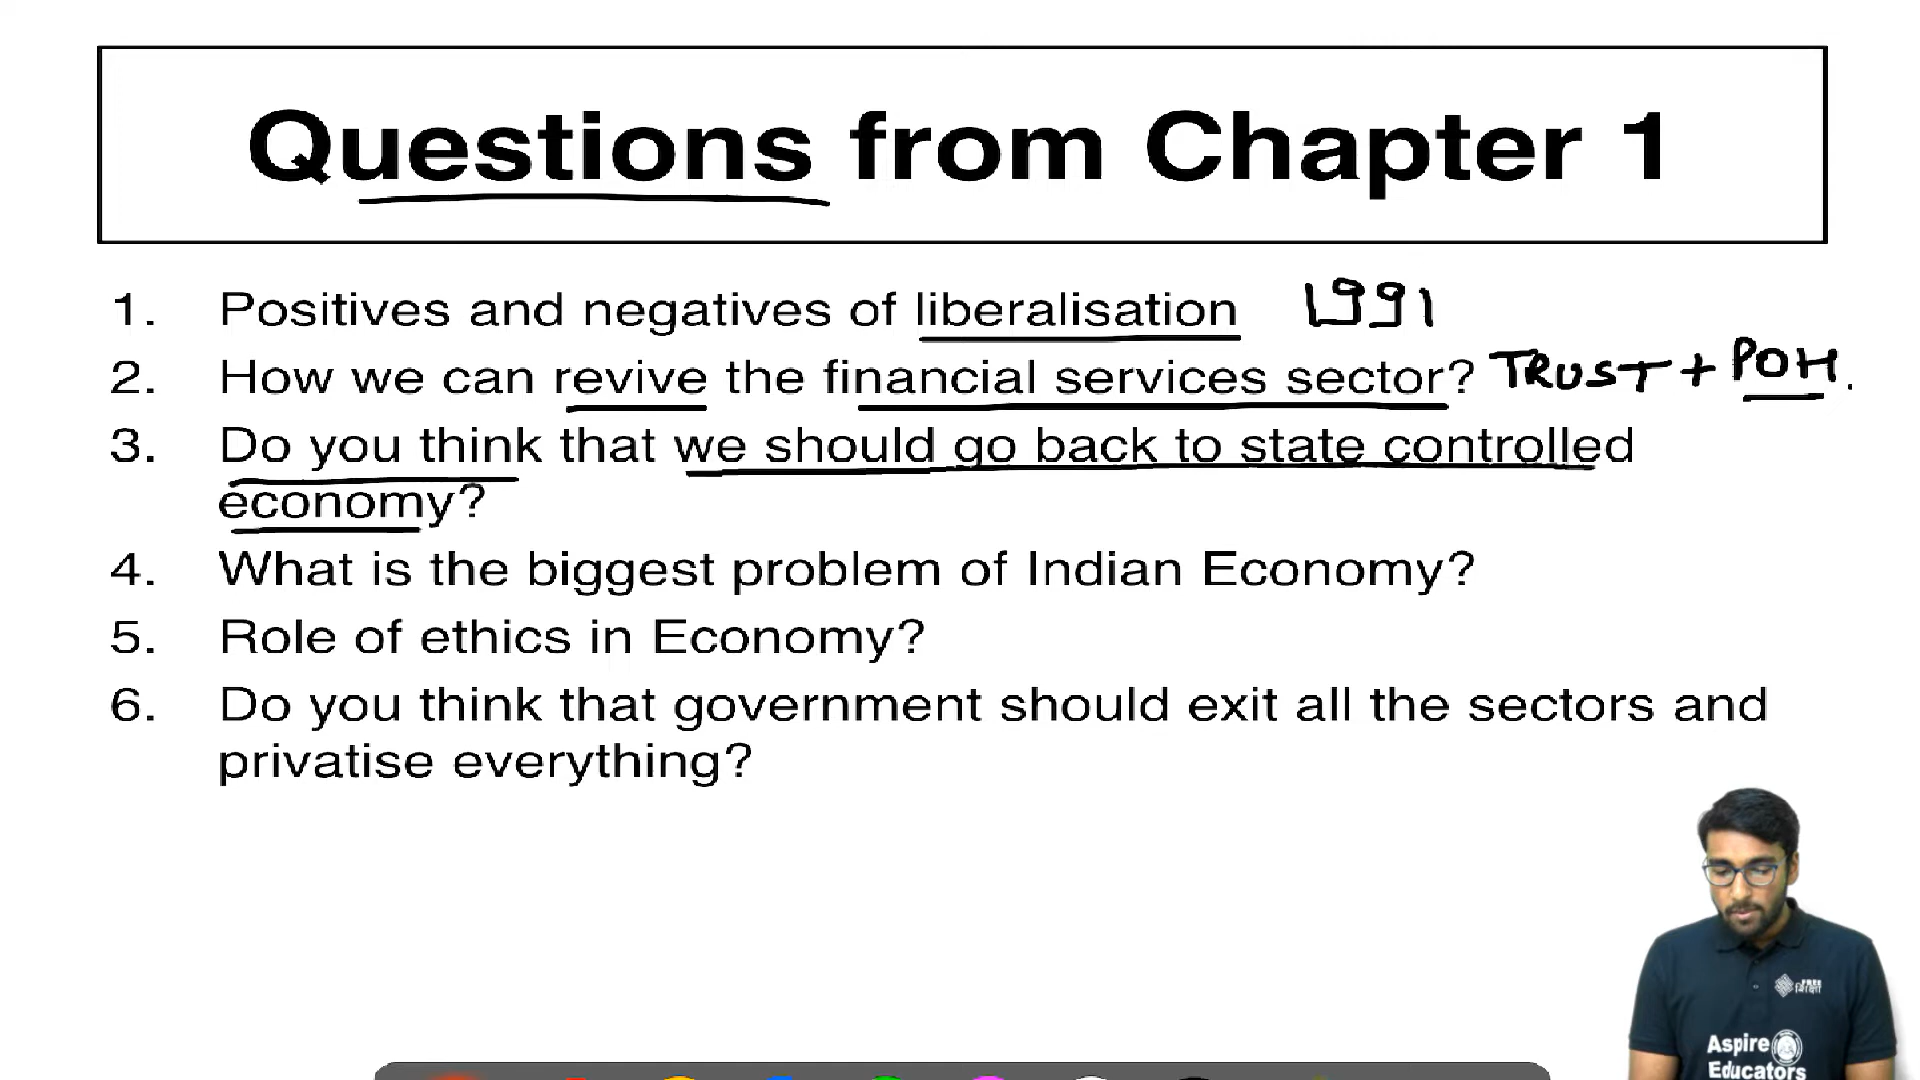 Questions from Chapter 1
1. Positives and negatives of liberalisation 1991
2. How we can revive the financial services sector? TRUST + POH.
3. Do you think that we should go back to state controlled
economy?
4. What is the biggest problem of Indian Economy?
5. Role of ethics in Economy?
6. Do you think that government should exit all the sectors and
privatise everything?
FREE
Aspire
Educators